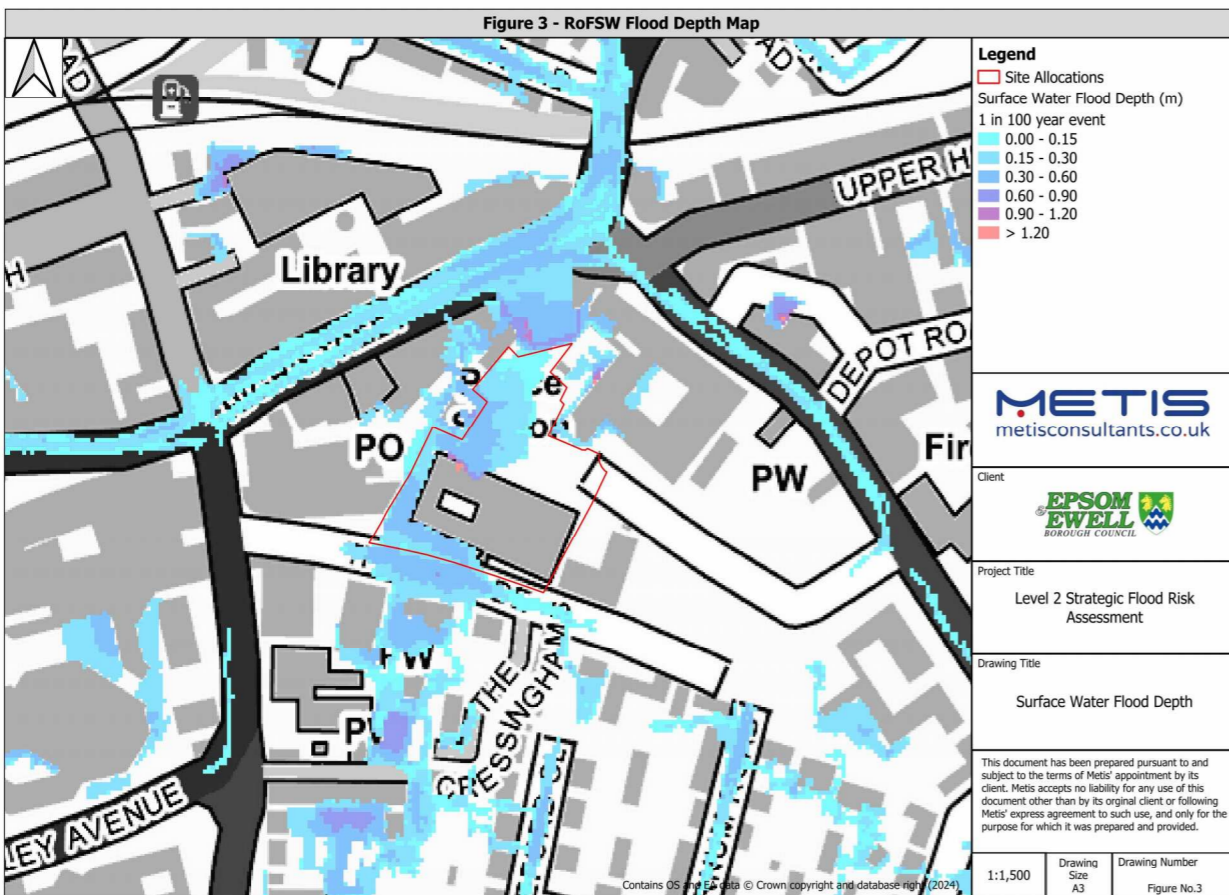 Figure 3 - RoFSW Flood Depth Map
AD
AD
UPPER H
Library
H
DEPOT RO
PO
on
PW
Fir
PW
THE
CRESSINGHAM
LEY AVENUE
Contains OS and EA data © Crown copyright and database right (2024)
Legend
Site Allocations
Surface Water Flood Depth (m)
1 in 100 year event
0.00 - 0.15
0.15 - 0.30
0.30 - 0.60
0.60 - 0.90
0.90 - 1.20
> 1.20
METIS
metisconsultants.co.uk
Client
EPSOM
& EWELL
BOROUGH COUNCIL
Project Title
Level 2 Strategic Flood Risk
Assessment
Drawing Title
Surface Water Flood Depth
This document has been prepared pursuant to and
subject to the terms of Metis' appointment by its
client. Metis accepts no liability for any use of this
document other than by its orginal client or following
Metis' express agreement to such use, and only for the
purpose for which it was prepared and provided.
1:1,500
Drawing
Size
A3
Drawing Number
Figure No.3